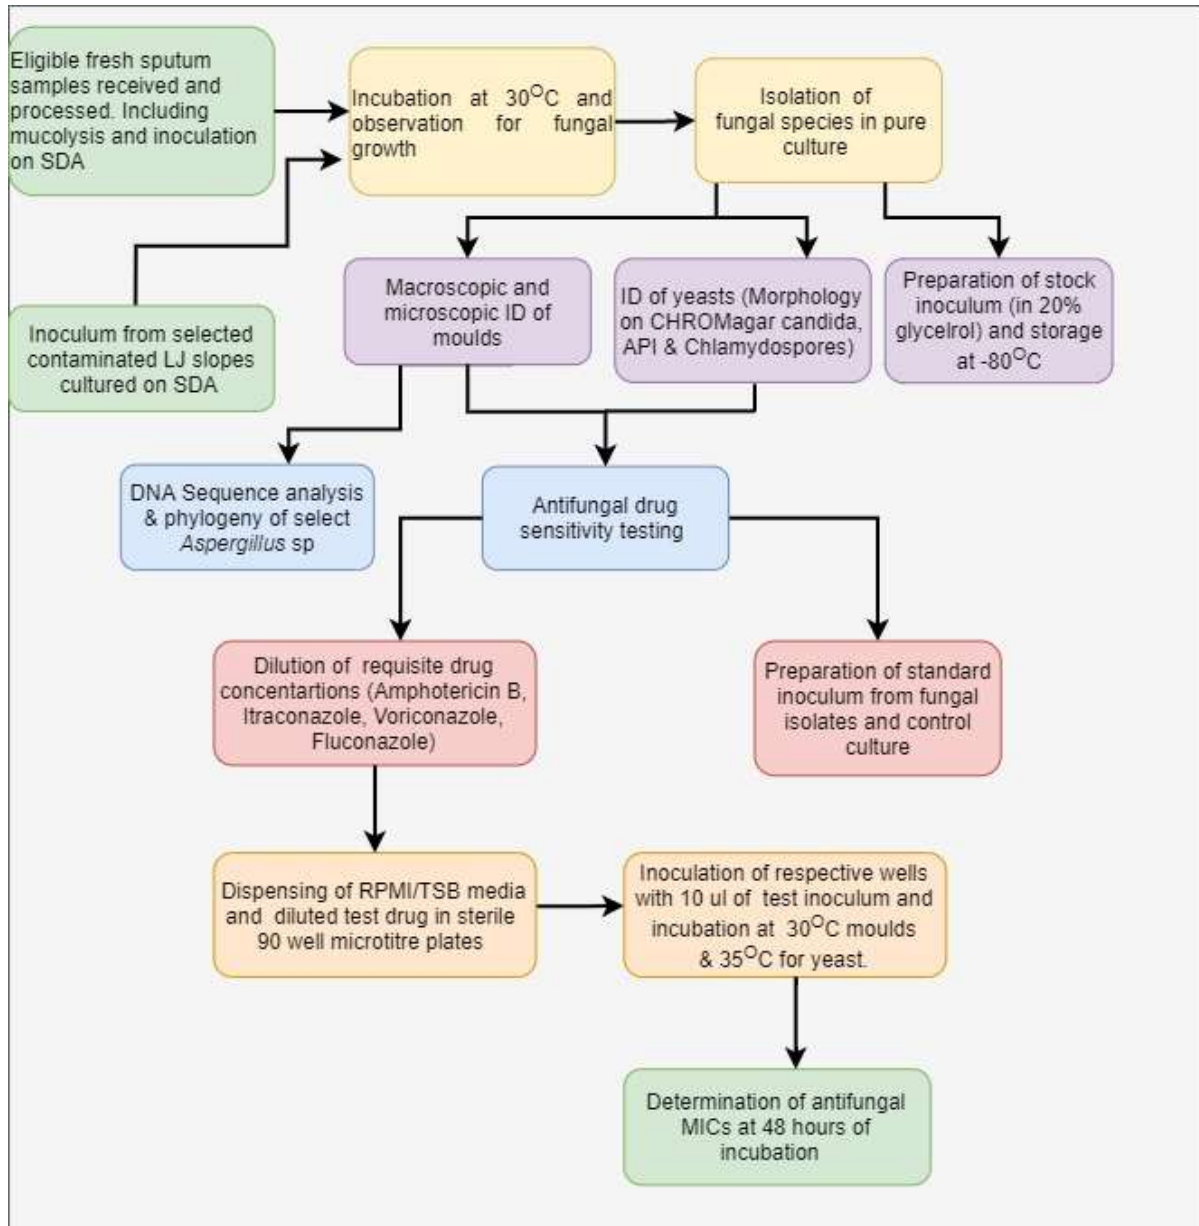 Eligible fresh sputum
samples received and
processed. Including
mucolysis and inoculation
on SDA
Incubation at 30OC and
observation for fungal
growth
Isolation of
fungal species in pure
culture
Inoculum from selected
contaminated LJ slopes
cultured on SDA
Macroscopic and
microscopic ID of
moulds
ID of yeasts (Morphology
on CHROMagar candida,
API & Chlamydospores)
Preparation of stock
inoculum (in 20%
glycelrol) and storage
at -80OC
DNA Sequence analysis
& phylogeny of select
Aspergillus sp
Antifungal drug
sensitivity testing
Dilution of requisite drug
concentartions (Amphotericin B,
Itraconazole, Voriconazole,
Fluconazole)
Preparation of standard
inoculum from fungal
isolates and control
culture
Dispensing of RPMI/TSB media
and diluted test drug in sterile
90 well microtitre plates
Inoculation of respective wells
with 10 ul of test inoculum and
incubation at 30OC moulds
& 35OC for yeast.
Determination of antifungal
MICs at 48 hours of
incubation